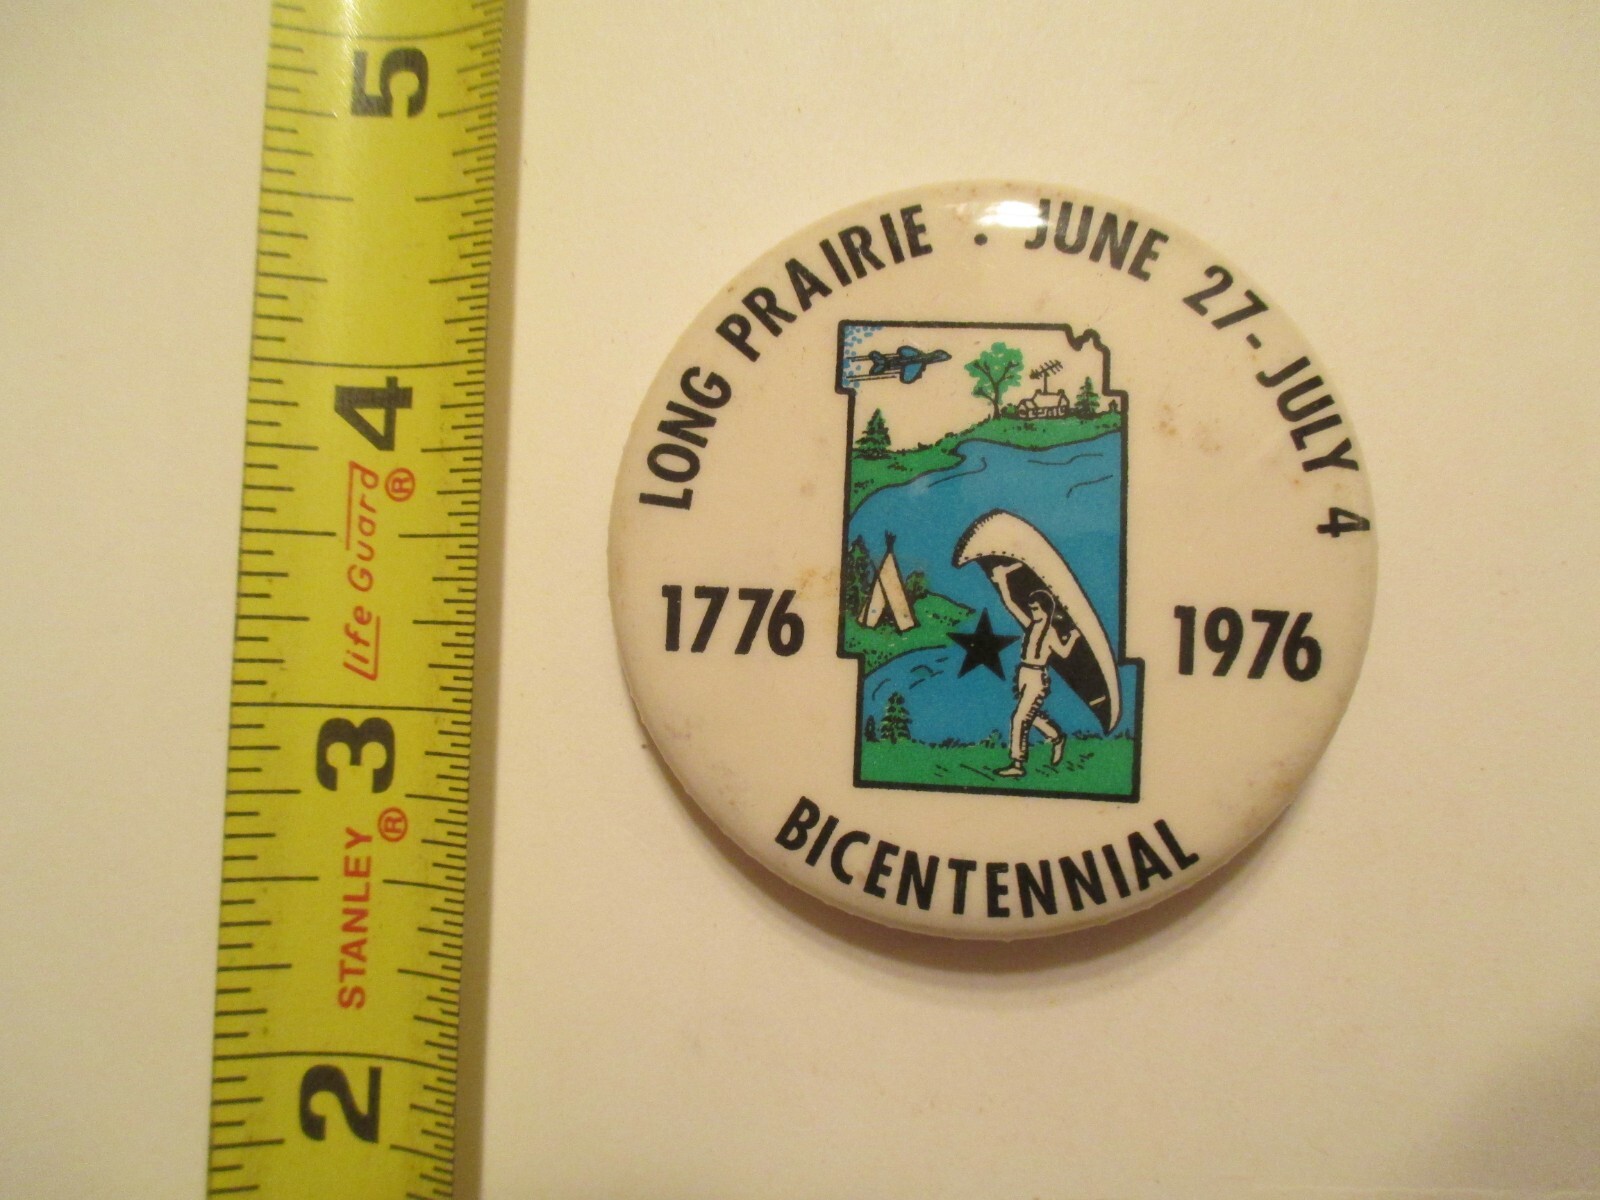 LONG PRAIRIE • JUNE 27 - JULY 4
1776
1976
BICENTENNIAL
5
4
Life Guard®
3
STANLEY®
2